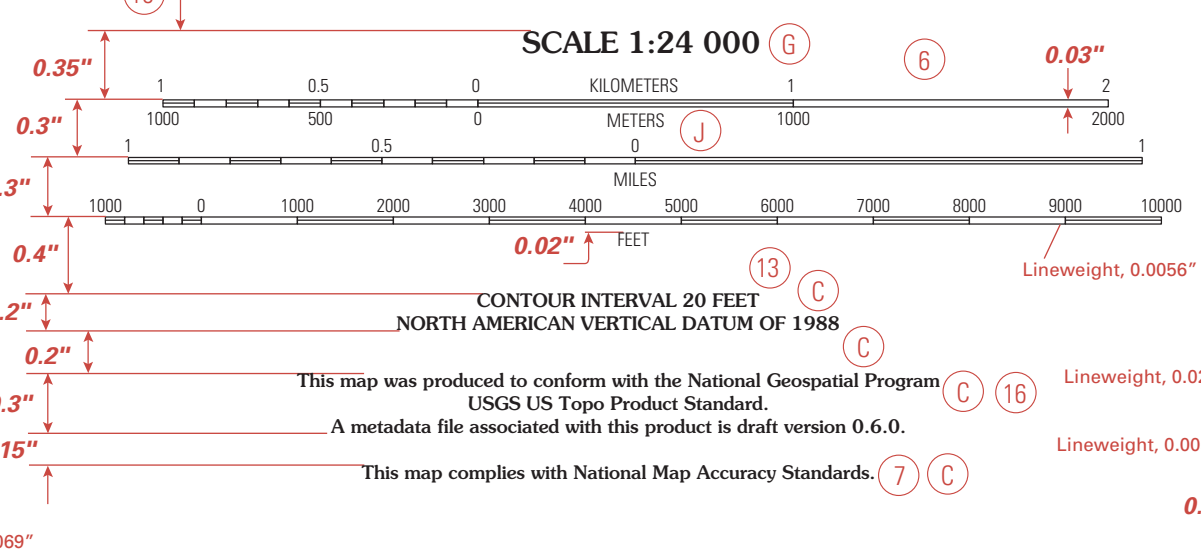 SCALE 1:24 000 G
6
0.03"
0.35"
1 0.5 0 KILOMETERS 1 2
1000 500 0 METERS 1000 2000
J
0.3"
1 0.5 0 1
MILES
1000 0 1000 2000 3000 4000 5000 6000 7000 8000 9000 10000
FEET
0.02"
0.4"
Lineweight, 0.0056"
13 C
CONTOUR INTERVAL 20 FEET
NORTH AMERICAN VERTICAL DATUM OF 1988
C
0.2"
This map was produced to conform with the National Geospatial Program
USGS US Topo Product Standard.
A metadata file associated with this product is draft version 0.6.0.
C 16
Lineweight,
Lineweight,
This map complies with National Map Accuracy Standards. 7 C